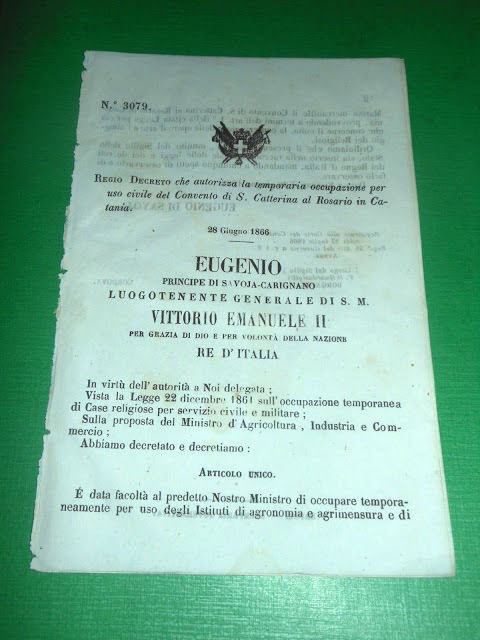 N.° 3079.
REGIO DECRETO che autorizza la temporaria occupazione per
uso civile del Convento di S. Catterina al Rosario in Ca-
tania.
28 Giugno 1866
EUGENIO
PRINCIPE DI SAVOJA-CARIGNANO
LUOGOTENENTE GENERALE DI S. M.
VITTORIO EMANUELE II
PER GRAZIA DI DIO E PER VOLONTÀ DELLA NAZIONE
RE D'ITALIA
In virtù dell'autorità a Noi delegata ;
Vista la Legge 22 dicembre 1861 sull'occupazione temporanea
di Case religiose per servizio civile e militare ;
Sulla proposta del Ministro d'Agricoltura , Industria e Com-
mercio ;
Abbiamo decretato e decretiamo :
ARTICOLO UNICO.
É data facoltà al predetto Nostro Ministro di occupare tempora-
neamente per uso degli Istituti di agronomia e agrimensura e di